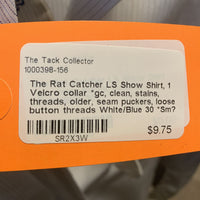 The Tack Collector
1000398-156
The Rat Catcher LS Show Shirt, 1
Velcro collar *gc, clean, stains,
threads, older, seam puckers, loose
button threads White/Blue 30 *Sm?
SR2X3W
$9.75